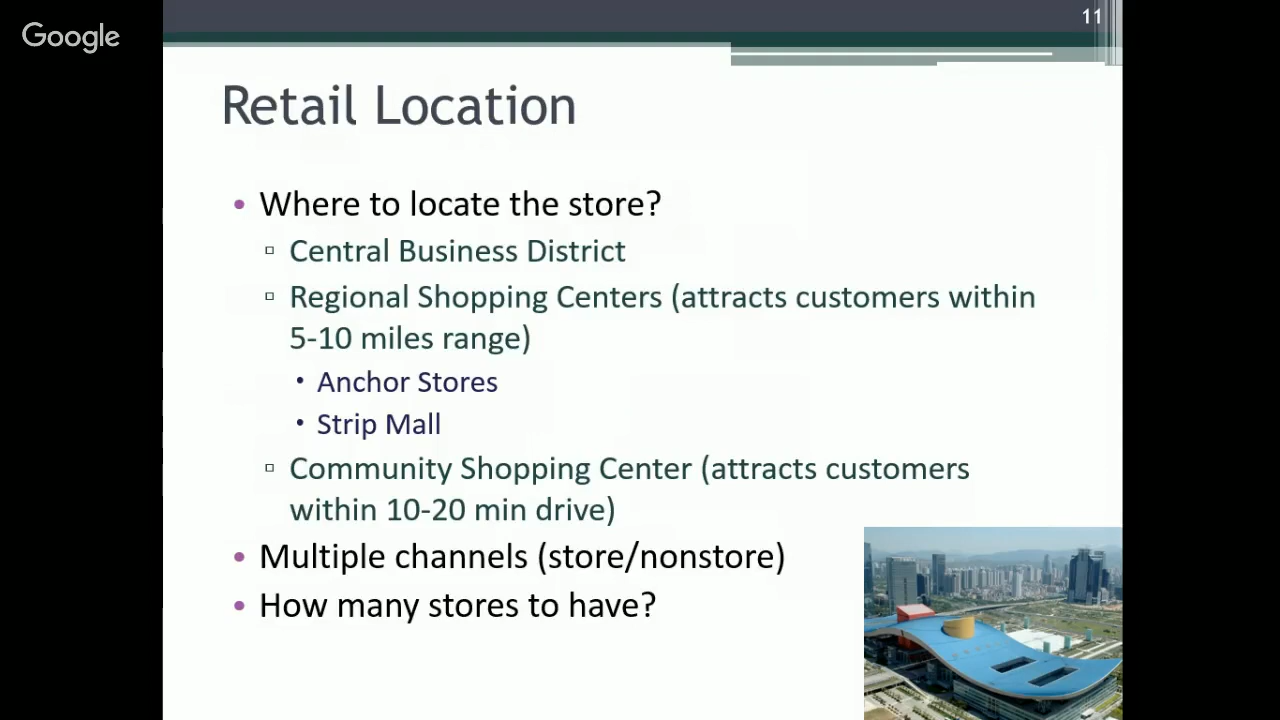 Google
11
Retail Location
• Where to locate the store?
▫ Central Business District
▫ Regional Shopping Centers (attracts customers within
5-10 miles range)
• Anchor Stores
• Strip Mall
▫ Community Shopping Center (attracts customers
within 10-20 min drive)
• Multiple channels (store/nonstore)
• How many stores to have?